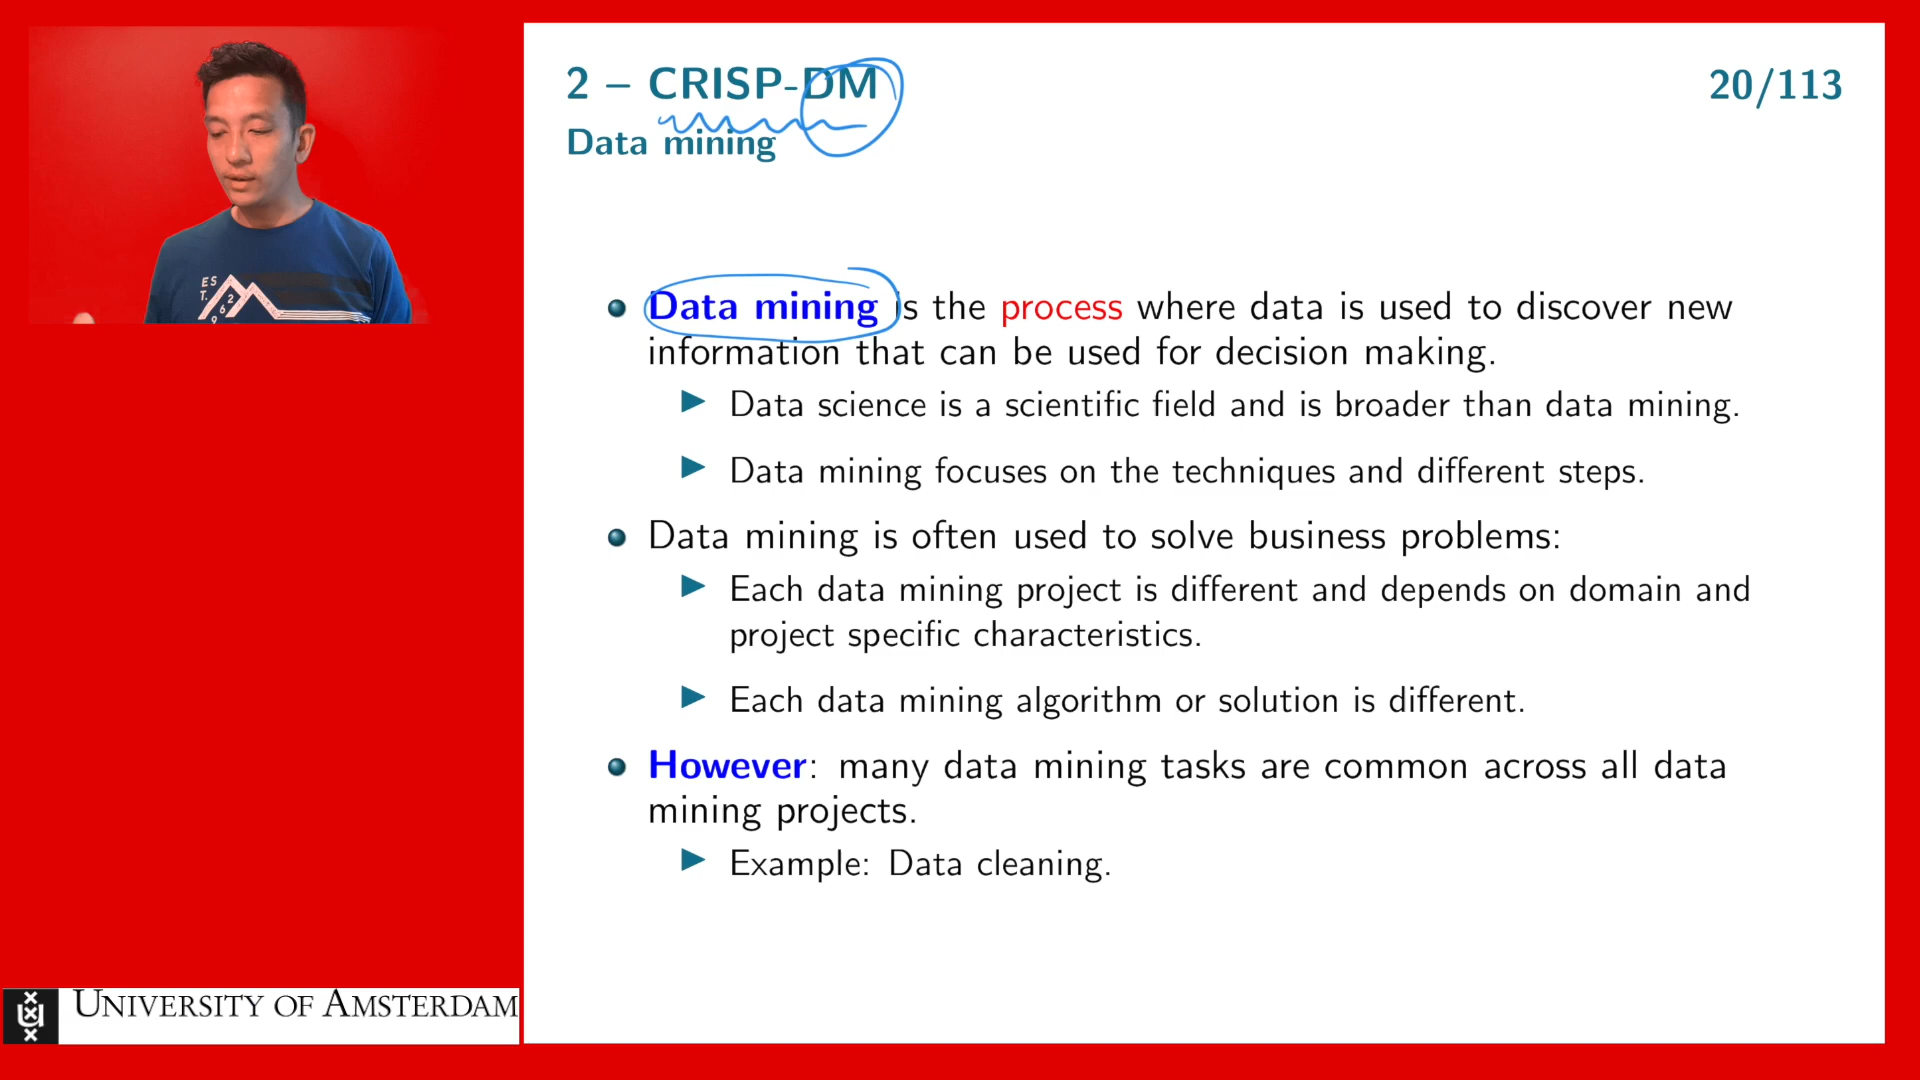 2 – CRISP-DM
20/113
Data mining
Data mining is the process where data is used to discover new
information that can be used for decision making.
Data science is a scientific field and is broader than data mining.
Data mining focuses on the techniques and different steps.
Data mining is often used to solve business problems:
Each data mining project is different and depends on domain and
project specific characteristics.
Each data mining algorithm or solution is different.
However: many data mining tasks are common across all data
mining projects.
Example: Data cleaning.
ES
T. 2
6
9
UNIVERSITY OF AMSTERDAM